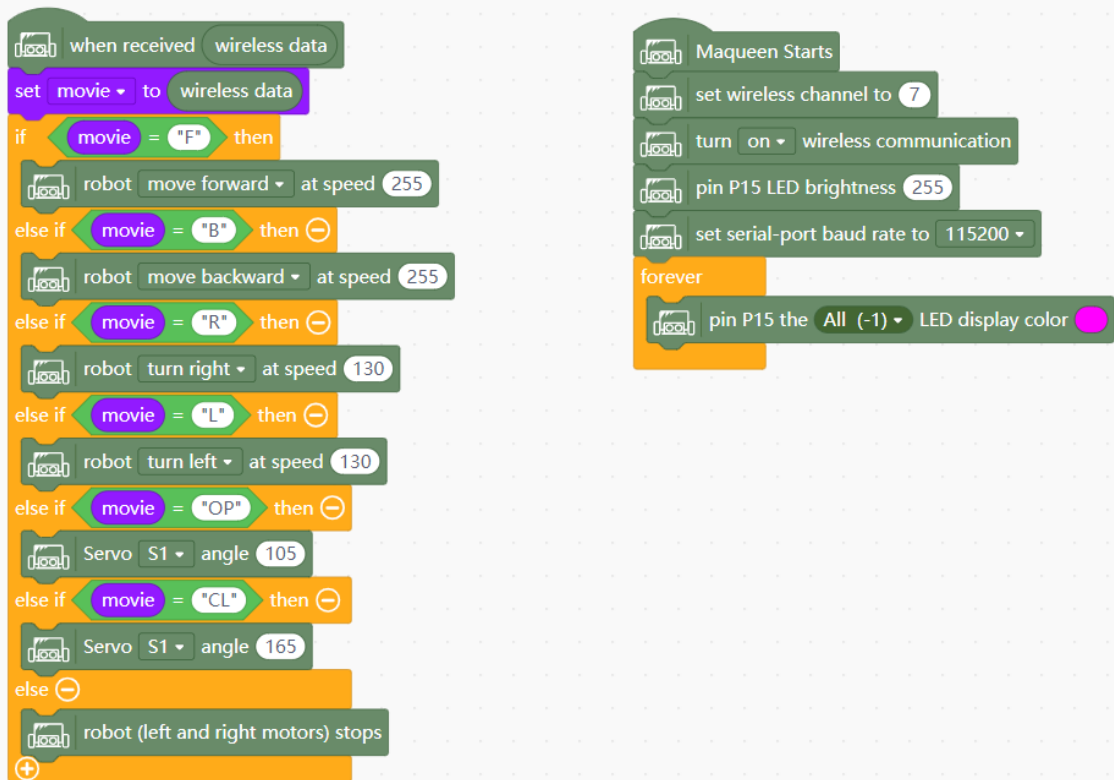 when received wireless data
set movie to wireless data
if movie = "F" then
robot move forward at speed 255
else if movie = "B" then
robot move backward at speed 255
else if movie = "R" then
robot turn right at speed 130
else if movie = "L" then
robot turn left at speed 130
else if movie = "OP" then
Servo S1 angle 105
else if movie = "CL" then
Servo S1 angle 165
else
robot (left and right motors) stops
Maqueen Starts
set wireless channel to 7
turn on wireless communication
pin P15 LED brightness 255
set serial-port baud rate to 115200
forever
pin P15 the All (-1) LED display color